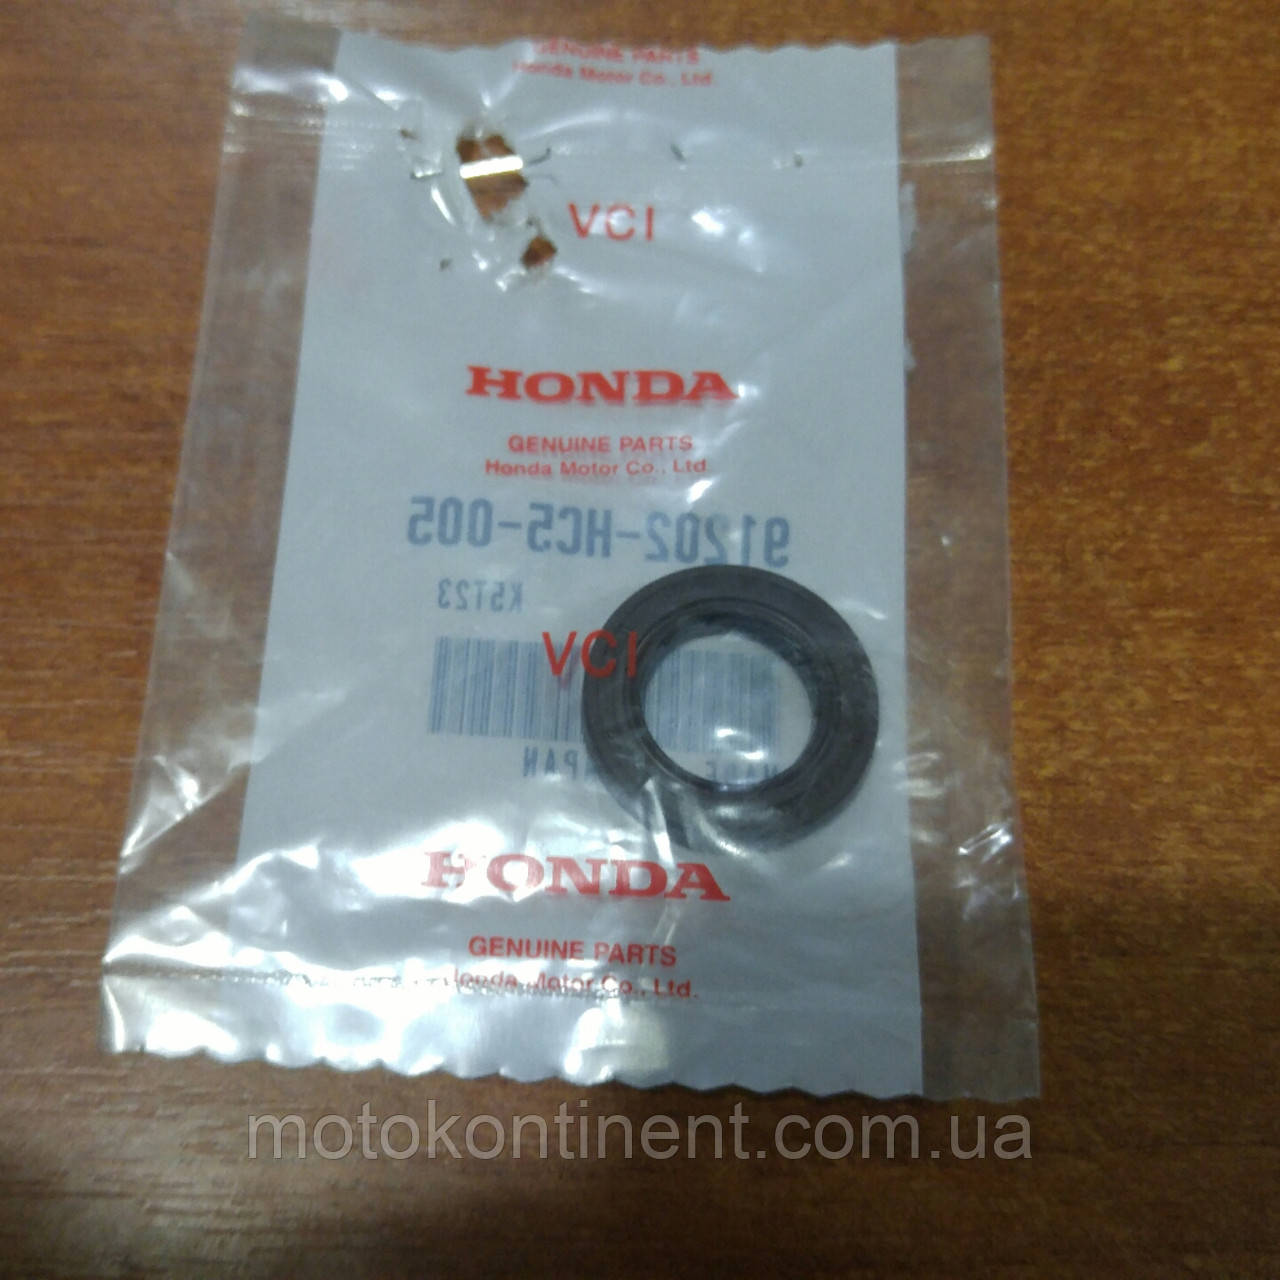 GENUINE PARTS
Honda Motor Co., Ltd.
VCI
HONDA
GENUINE PARTS
Honda Motor Co., Ltd.
91202-HC5-005
K5T23
VCI
HONDA
GENUINE PARTS
Honda Motor Co., Ltd.
motokontinent.com.ua